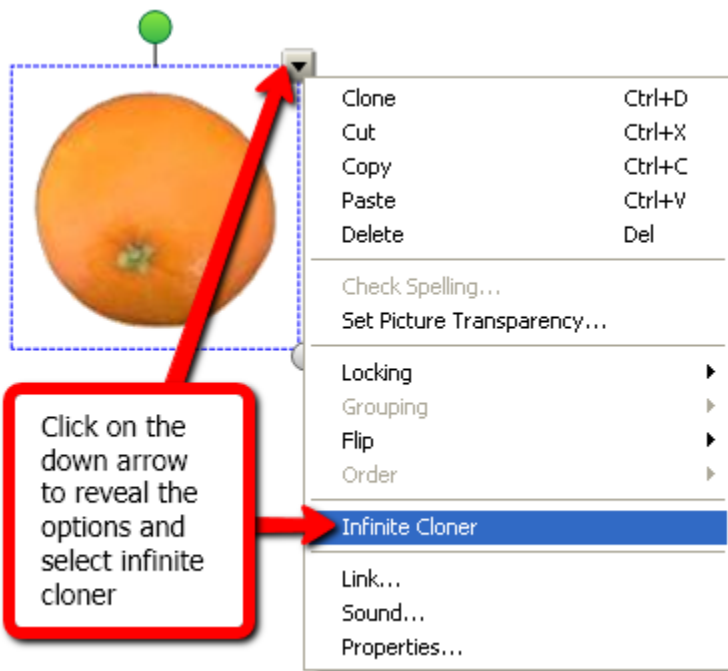 Clone Ctrl+D
Cut Ctrl+X
Copy Ctrl+C
Paste Ctrl+V
Delete Del
Check Spelling...
Set Picture Transparency...
Locking
Grouping
Flip
Order
Infinite Cloner
Link...
Sound...
Properties...
Click on the
down arrow
to reveal the
options and
select infinite
cloner